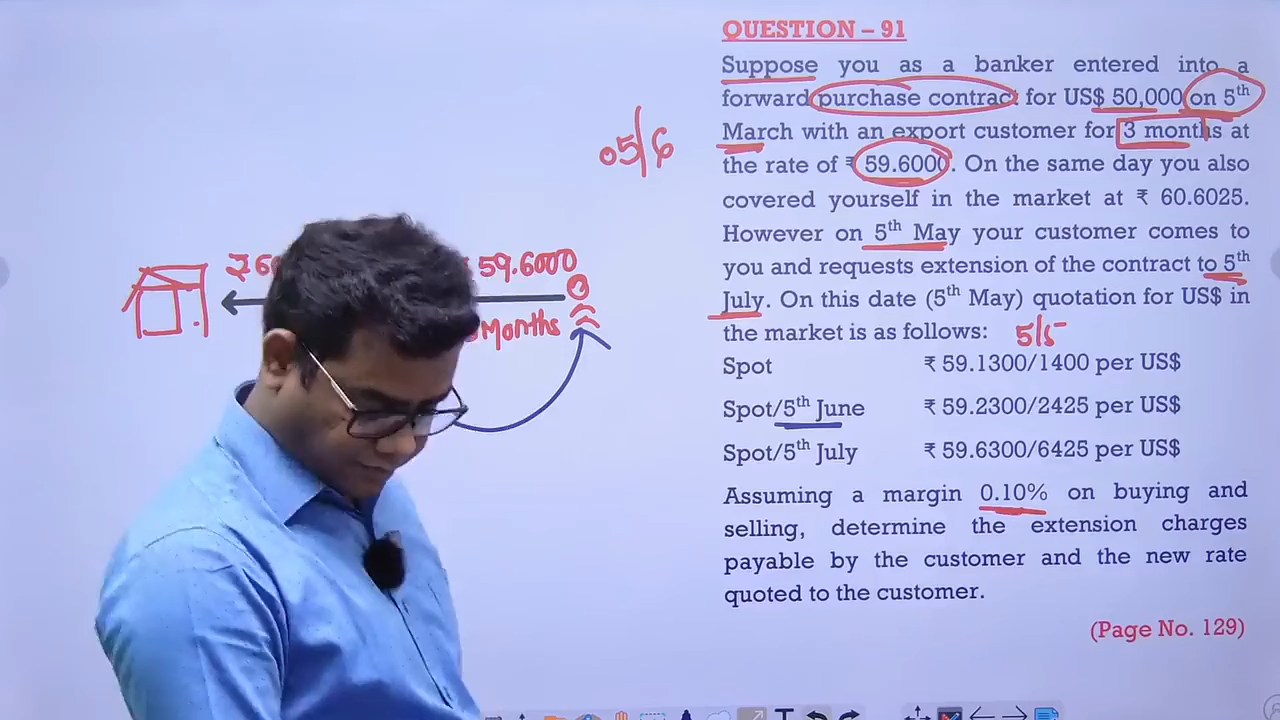 QUESTION – 91
Suppose you as a banker entered into a
forward purchase contract for US$ 50,000 on 5th
March with an export customer for 3 months at
the rate of ₹ 59.6000. On the same day you also
covered yourself in the market at ₹ 60.6025.
However on 5th May your customer comes to
you and requests extension of the contract to 5th
July. On this date (5th May) quotation for US$ in
the market is as follows:
5/5
Spot ₹ 59.1300/1400 per US$
Spot/5th June ₹ 59.2300/2425 per US$
Spot/5th July ₹ 59.6300/6425 per US$
Assuming a margin 0.10% on buying and
selling, determine the extension charges
payable by the customer and the new rate
quoted to the customer.
(Page No. 129)
05/6
59.6000
Months